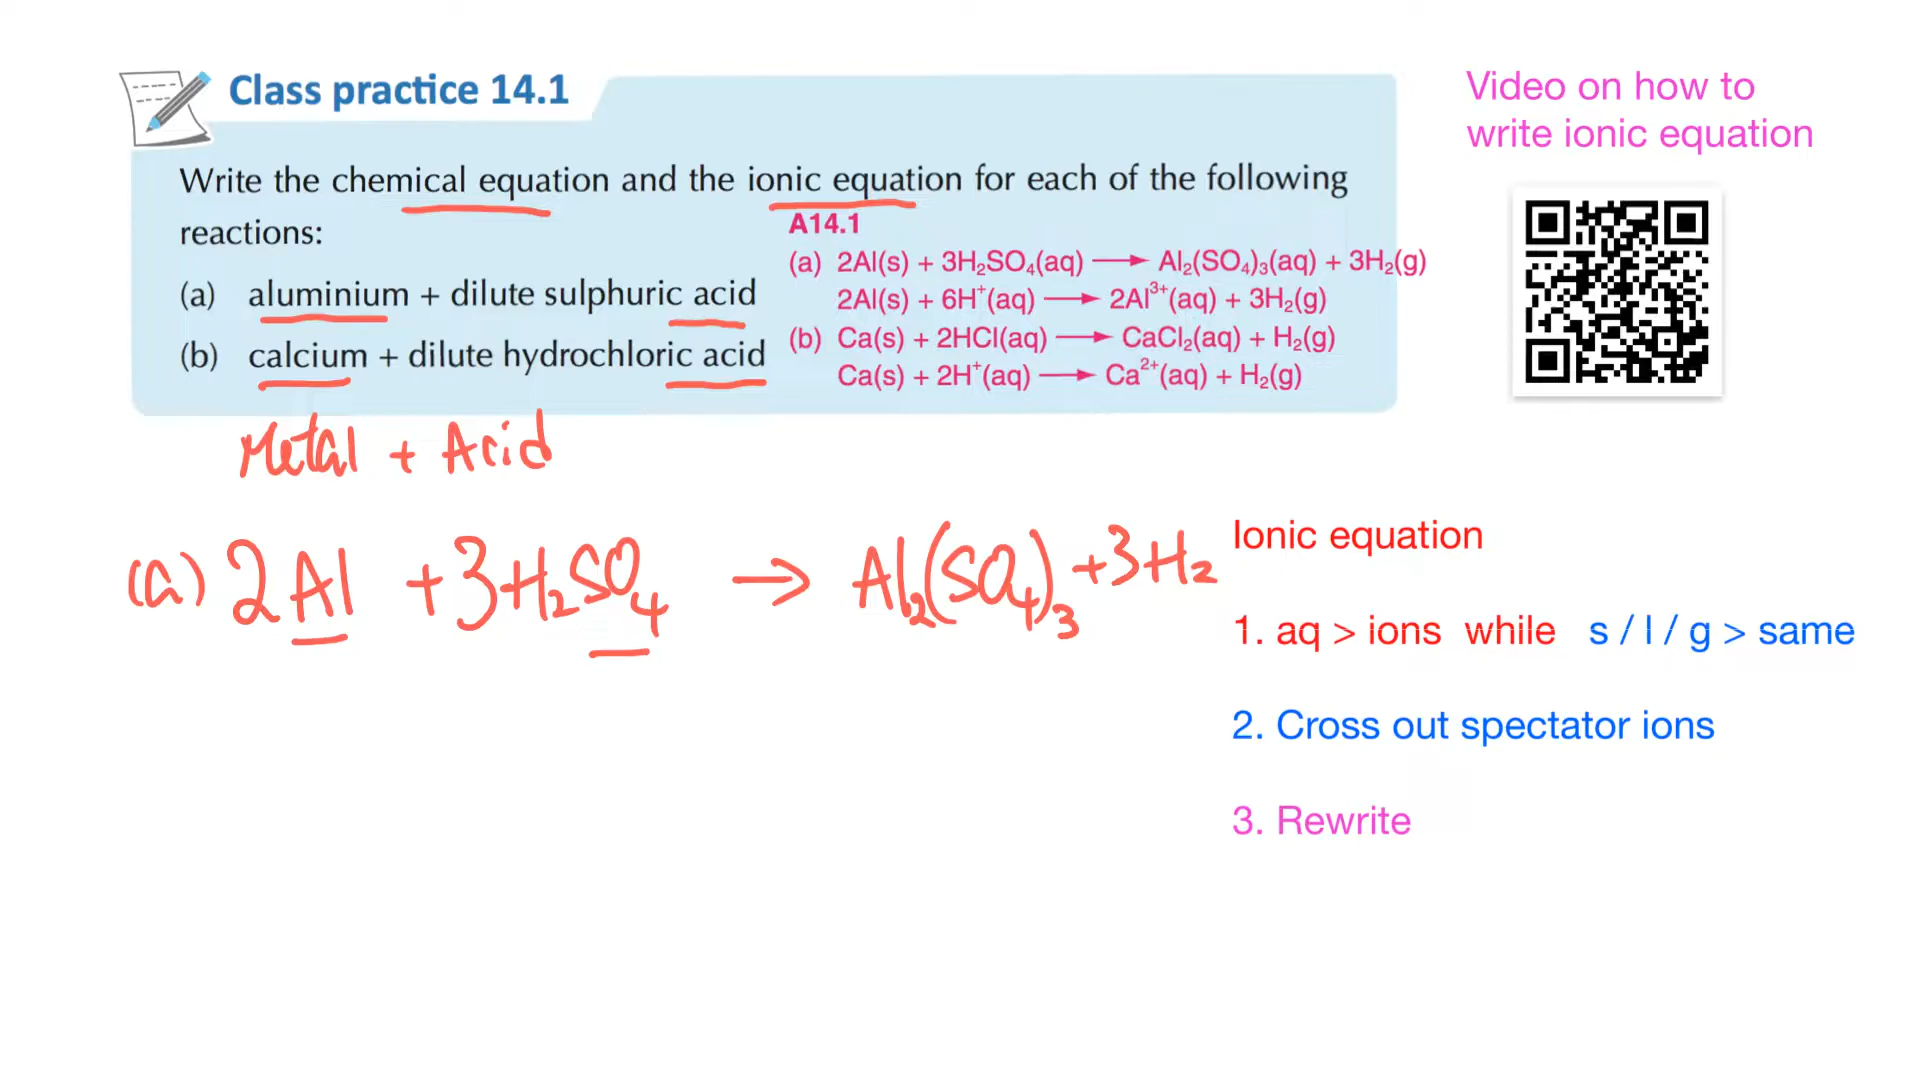 Class practice 14.1
Write the chemical equation and the ionic equation for each of the following
reactions:
(a) aluminium + dilute sulphuric acid
(b) calcium + dilute hydrochloric acid
A14.1
(a) 2Al(s) + 3H₂SO₄(aq) ⟶ Al₂(SO₄)₃(aq) + 3H₂(g)
2Al(s) + 6H⁺(aq) ⟶ 2Al³⁺(aq) + 3H₂(g)
(b) Ca(s) + 2HCl(aq) ⟶ CaCl₂(aq) + H₂(g)
Ca(s) + 2H⁺(aq) ⟶ Ca²⁺(aq) + H₂(g)
Video on how to
write ionic equation
Metal + Acid
(a) 2Al + 3H₂SO₄ → Al₂(SO₄)₃ + 3H₂
Ionic equation
1. aq > ions while s / l / g > same
2. Cross out spectator ions
3. Rewrite